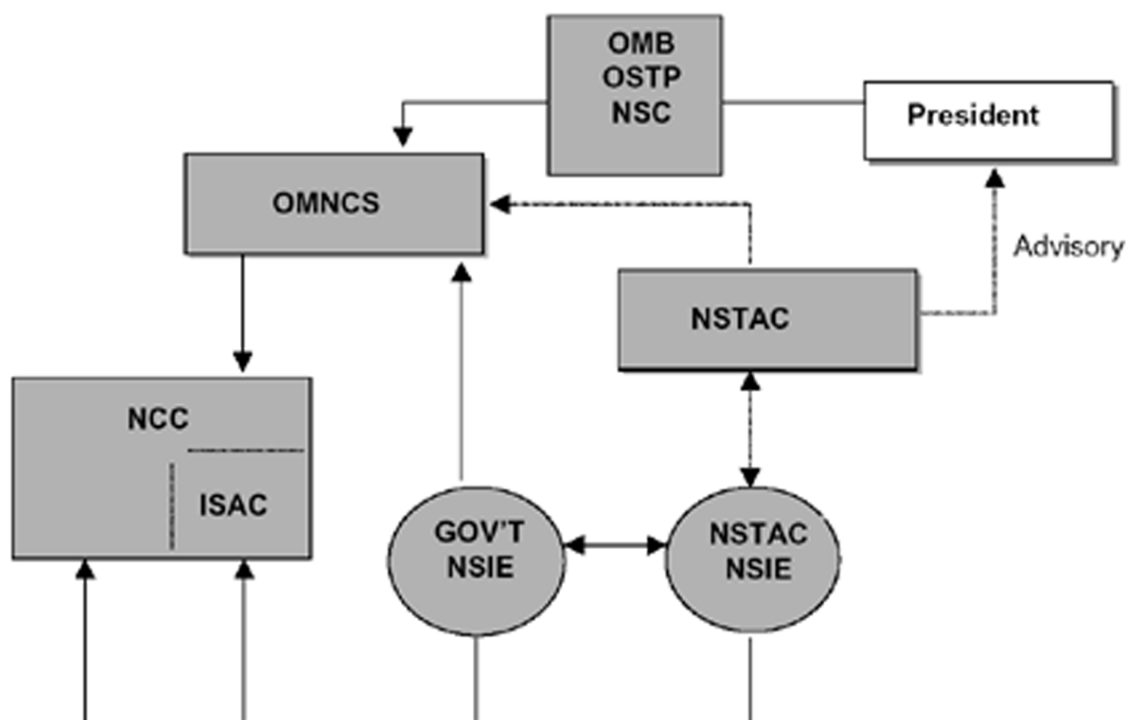 OMB
OSTP
NSC
President
OMNCS
Advisory
NSTAC
NCC
ISAC
GOV'T
NSIE
NSTAC
NSIE